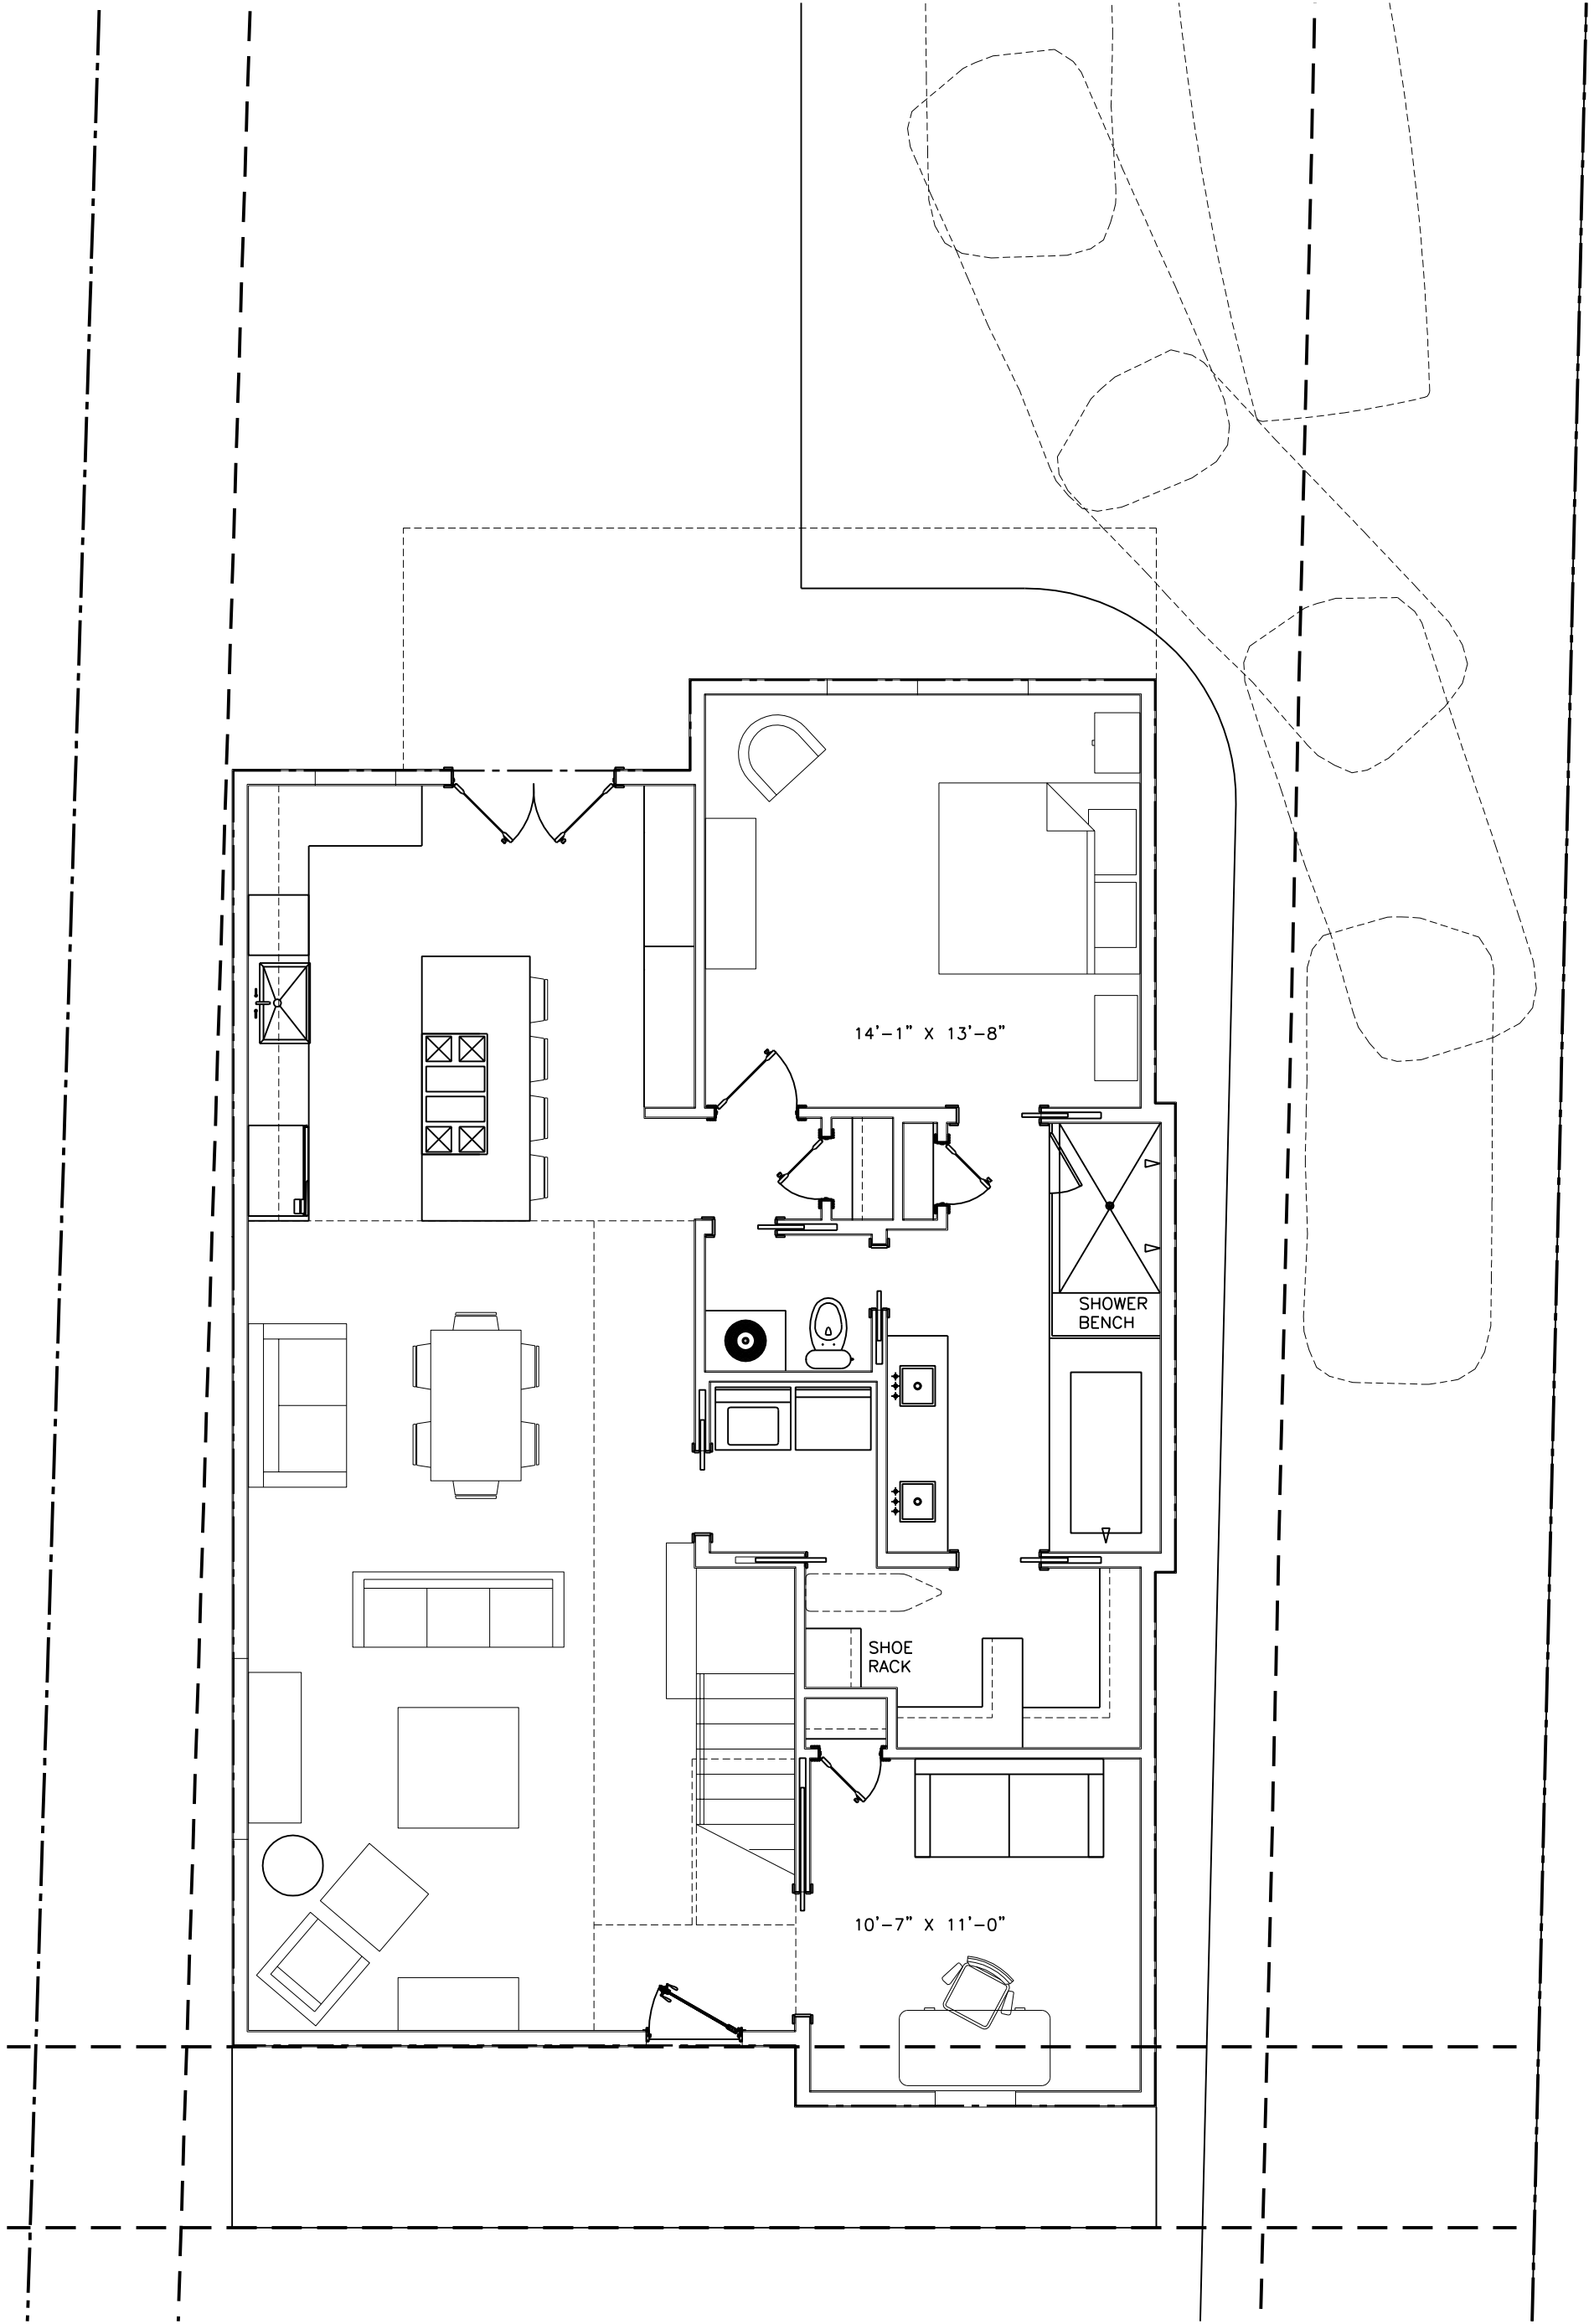 14'-1" X 13'-8"
SHOWER
BENCH
SHOE
RACK
10'-7" X 11'-0"